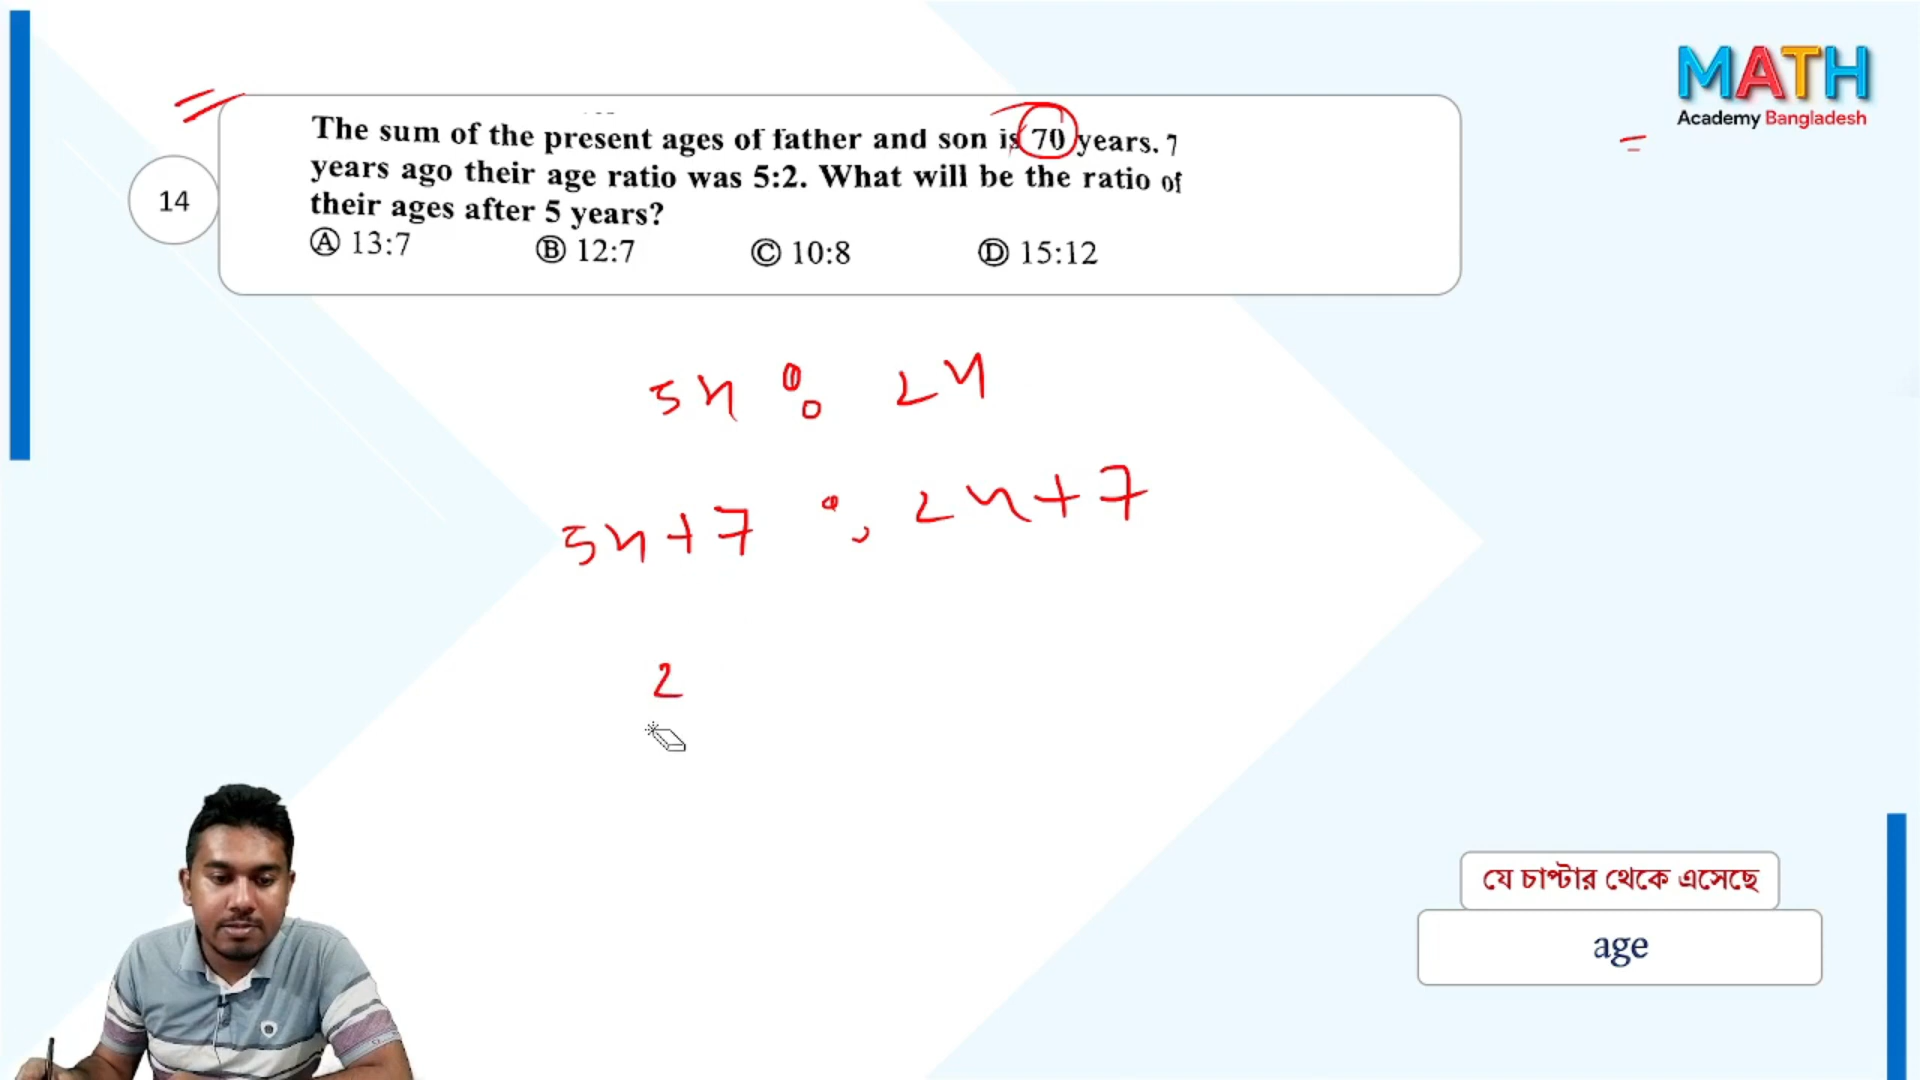 MATH
Academy Bangladesh
14
The sum of the present ages of father and son is 70 years. 7
years ago their age ratio was 5:2. What will be the ratio of
their ages after 5 years?
Ⓐ 13:7 Ⓑ 12:7 Ⓒ 10:8 Ⓓ 15:12
5x : 2x
5x+7 : 2x+7
2
যে চাপ্টার থেকে এসেছে
age